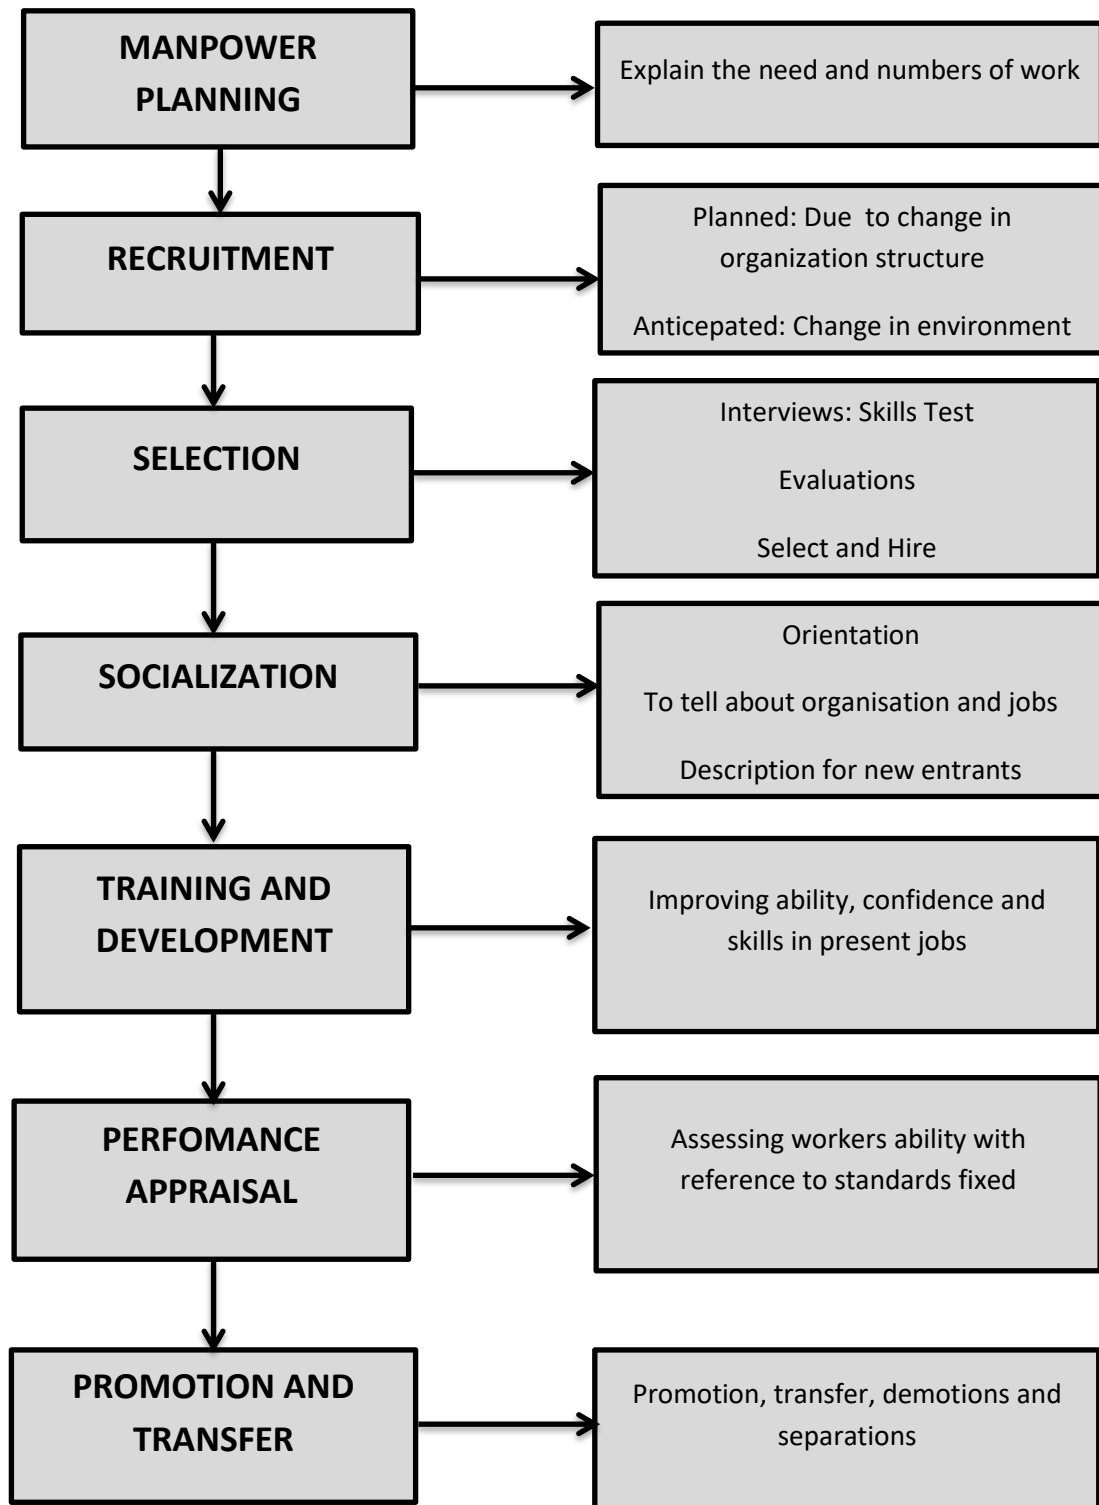 MANPOWER
PLANNING
Explain the need and numbers of work
RECRUITMENT
Planned: Due  to change in
organization structure
Anticepated: Change in environment
SELECTION
Interviews: Skills Test
Evaluations
Select and Hire
SOCIALIZATION
Orientation
To tell about organisation and jobs
Description for new entrants
TRAINING AND
DEVELOPMENT
Improving ability, confidence and
skills in present jobs
PERFOMANCE
APPRAISAL
Assessing workers ability with
reference to standards fixed
PROMOTION AND
TRANSFER
Promotion, transfer, demotions and
separations